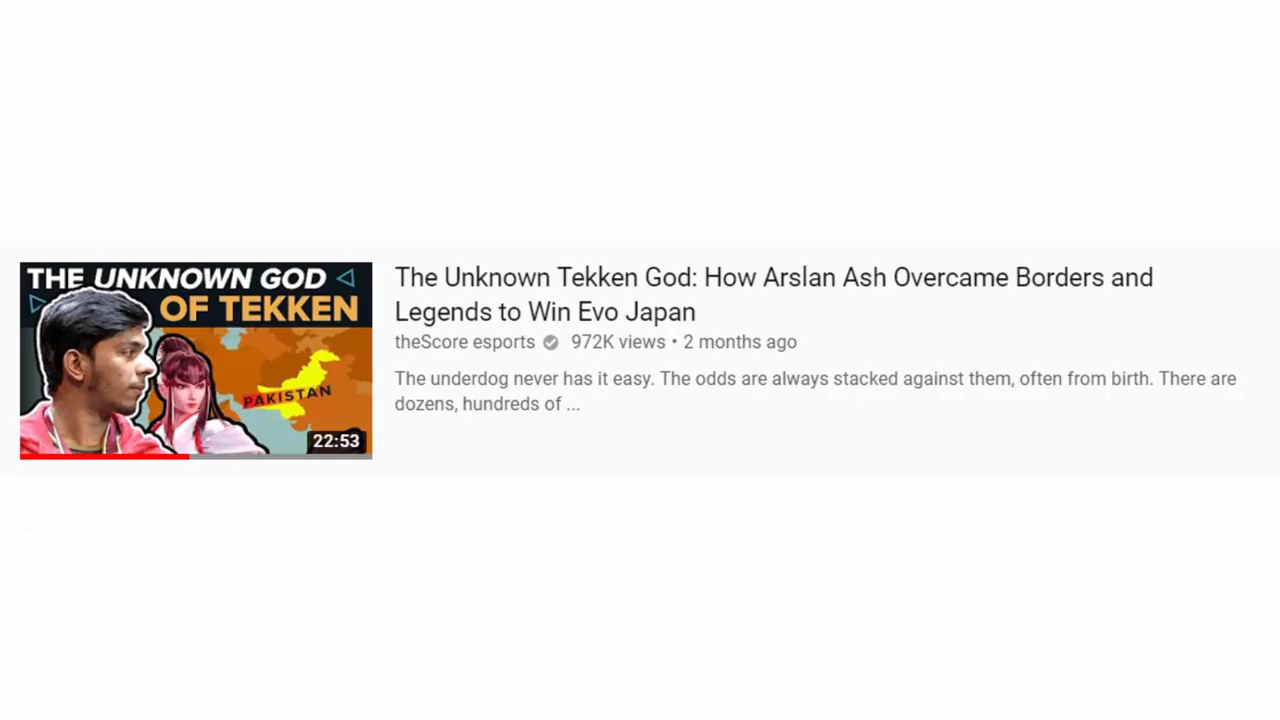 THE UNKNOWN GOD
OF TEKKEN
PAKISTAN
22:53
The Unknown Tekken God: How Arslan Ash Overcame Borders and
Legends to Win Evo Japan
theScore esports 972K views • 2 months ago
The underdog never has it easy. The odds are always stacked against them, often from birth. There are
dozens, hundreds of ...